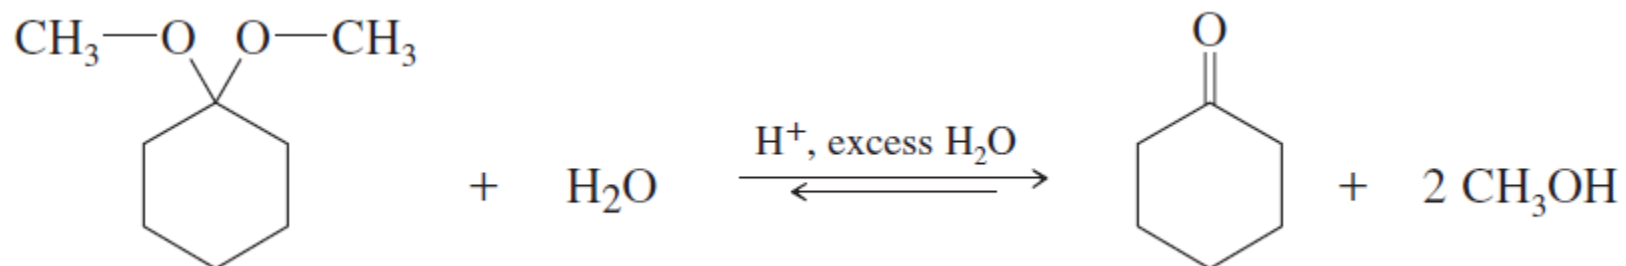 CH₃—O O—CH₃ O
H⁺, excess H₂O
+ H₂O + 2 CH₃OH